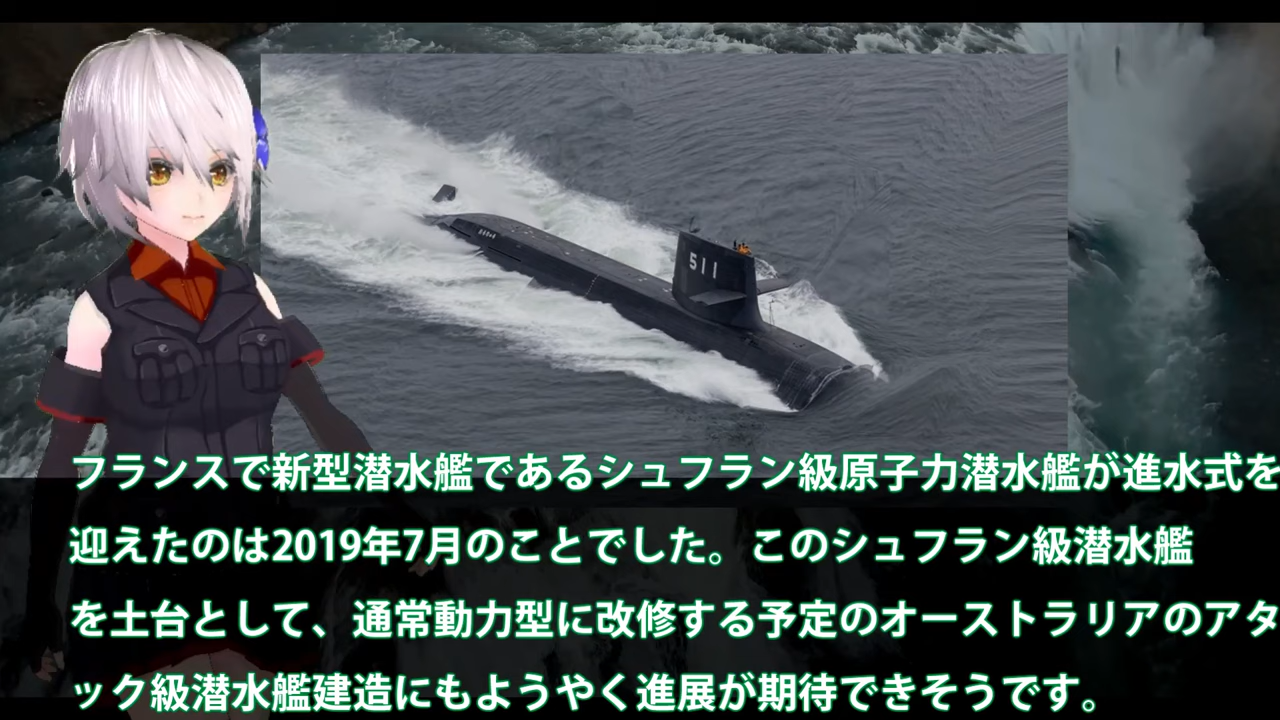 511
フランスで新型潜水艦であるシュフラン級原子力潜水艦が進水式を
迎えたのは2019年7月のことでした。このシュフラン級潜水艦
を土台として、通常動力型に改修する予定のオーストラリアのアタ
ック級潜水艦建造にもようやく進展が期待できそうです。